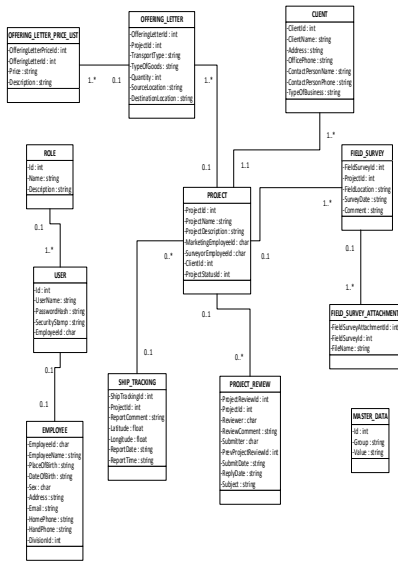 OFFERING_LETTER_PRICE_LIST
-OfferingLetterPriceId : int
-OfferingLetterId : int
-Price : string
-Description : string
1..*
0..1
OFFERING_LETTER
-OfferingLetterId : int
-ProjectId : int
-TransportType : string
-TypeOfGoods : string
-Quantity : int
-SourceLocation : string
-DestinationLocation : string
1..*
0..1
CLIENT
-ClientId : int
-ClientName : string
-Address : string
-OfficePhone : string
-ContactPersonName : string
-ContactPersonPhone : string
-TypeOfBusiness : string
1..*
1..1
ROLE
-Id : int
-Name : string
-Description : string
0..1
1..*
FIELD_SURVEY
-FieldSurveyId : int
-ProjectId : int
-FieldLocation : string
-SurveyDate : string
-Comment : string
1..*
0..1
PROJECT
-ProjectId : int
-ProjectName : string
-ProjectDescription : string
-MarketingEmployeeId : char
-SurveyorEmployeeId : char
-ClientId : int
-ProjectStatusId : int
0..1
0..*
0..1
0..1
0..*
USER
-Id : int
-UserName : string
-PasswordHash : string
-SecurityStamp : string
-EmployeeId : char
0..1
0..1
1..*
FIELD_SURVEY_ATTACHMENT
-FieldSurveyAttachmentId : int
-FieldSurveyId : int
-FileName : string
SHIP_TRACKING
-ShipTrackingId : int
-ProjectId : int
-ReportComment : string
-Latitude : float
-Longitude : float
-ReportDate : string
-ReportTime : string
PROJECT_REVIEW
-ProjectReviewId : int
-ProjectId : int
-Reviewer : char
-ReviewComment : string
-Submitter : char
-PrevProjectReviewId : int
-SubmitDate : string
-ReplyDate : string
-Subject : string
MASTER_DATA
-Id : int
-Group : string
-Value : string
EMPLOYEE
-EmployeeId : char
-EmployeeName : string
-PlaceOfBirth : string
-DateOfBirth : string
-Sex : char
-Address : string
-Email : string
-HomePhone : string
-HandPhone : string
-DivisionId : int